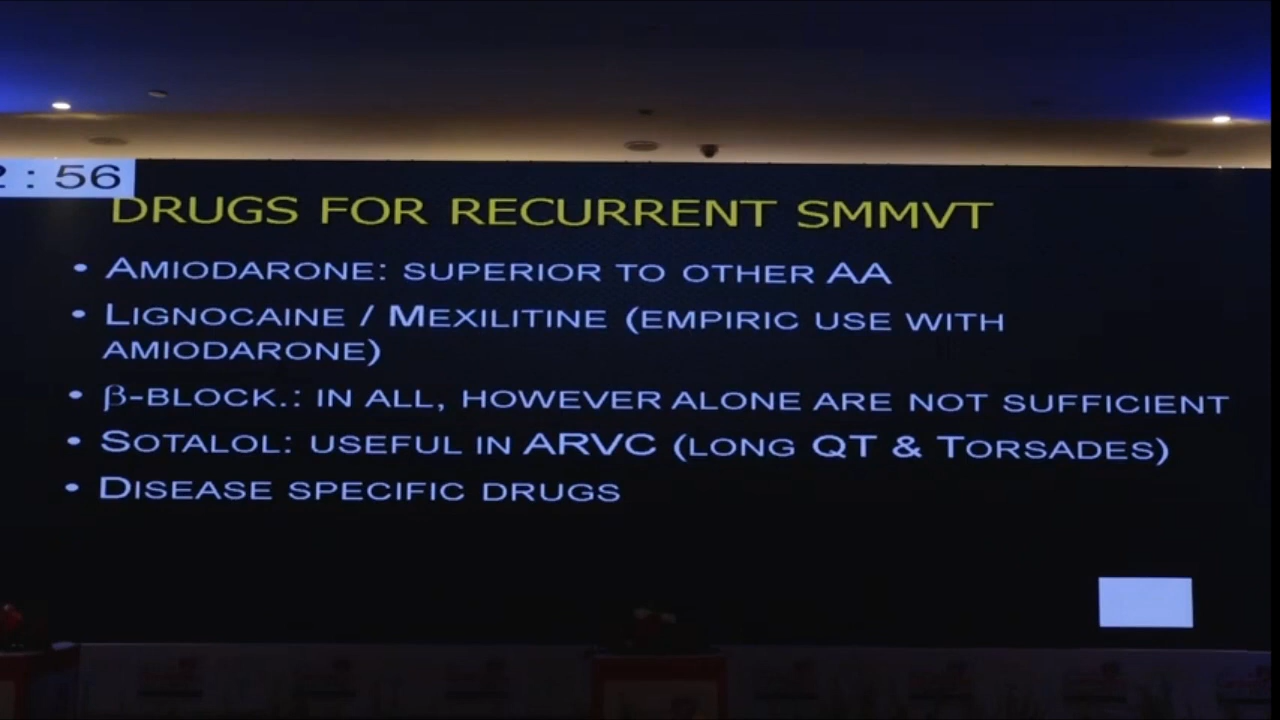 : 56
DRUGS FOR RECURRENT SMMVT
• AMIODARONE: SUPERIOR TO OTHER AA
• LIGNOCAINE / MEXILITINE (EMPIRIC USE WITH
AMIODARONE)
• β-BLOCK.: IN ALL, HOWEVER ALONE ARE NOT SUFFICIENT
• SOTALOL: USEFUL IN ARVC (LONG QT & TORSADES)
• DISEASE SPECIFIC DRUGS